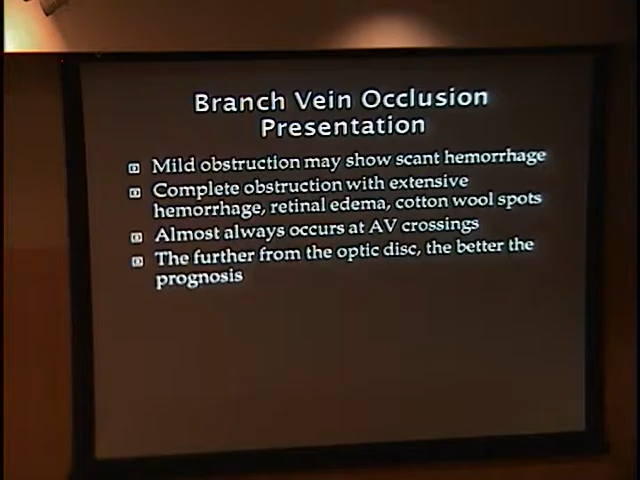 Branch Vein Occlusion
Presentation
Mild obstruction may show scant hemorrhage
Complete obstruction with extensive
hemorrhage, retinal edema, cotton wool spots
Almost always occurs at AV crossings
The further from the optic disc, the better the
prognosis